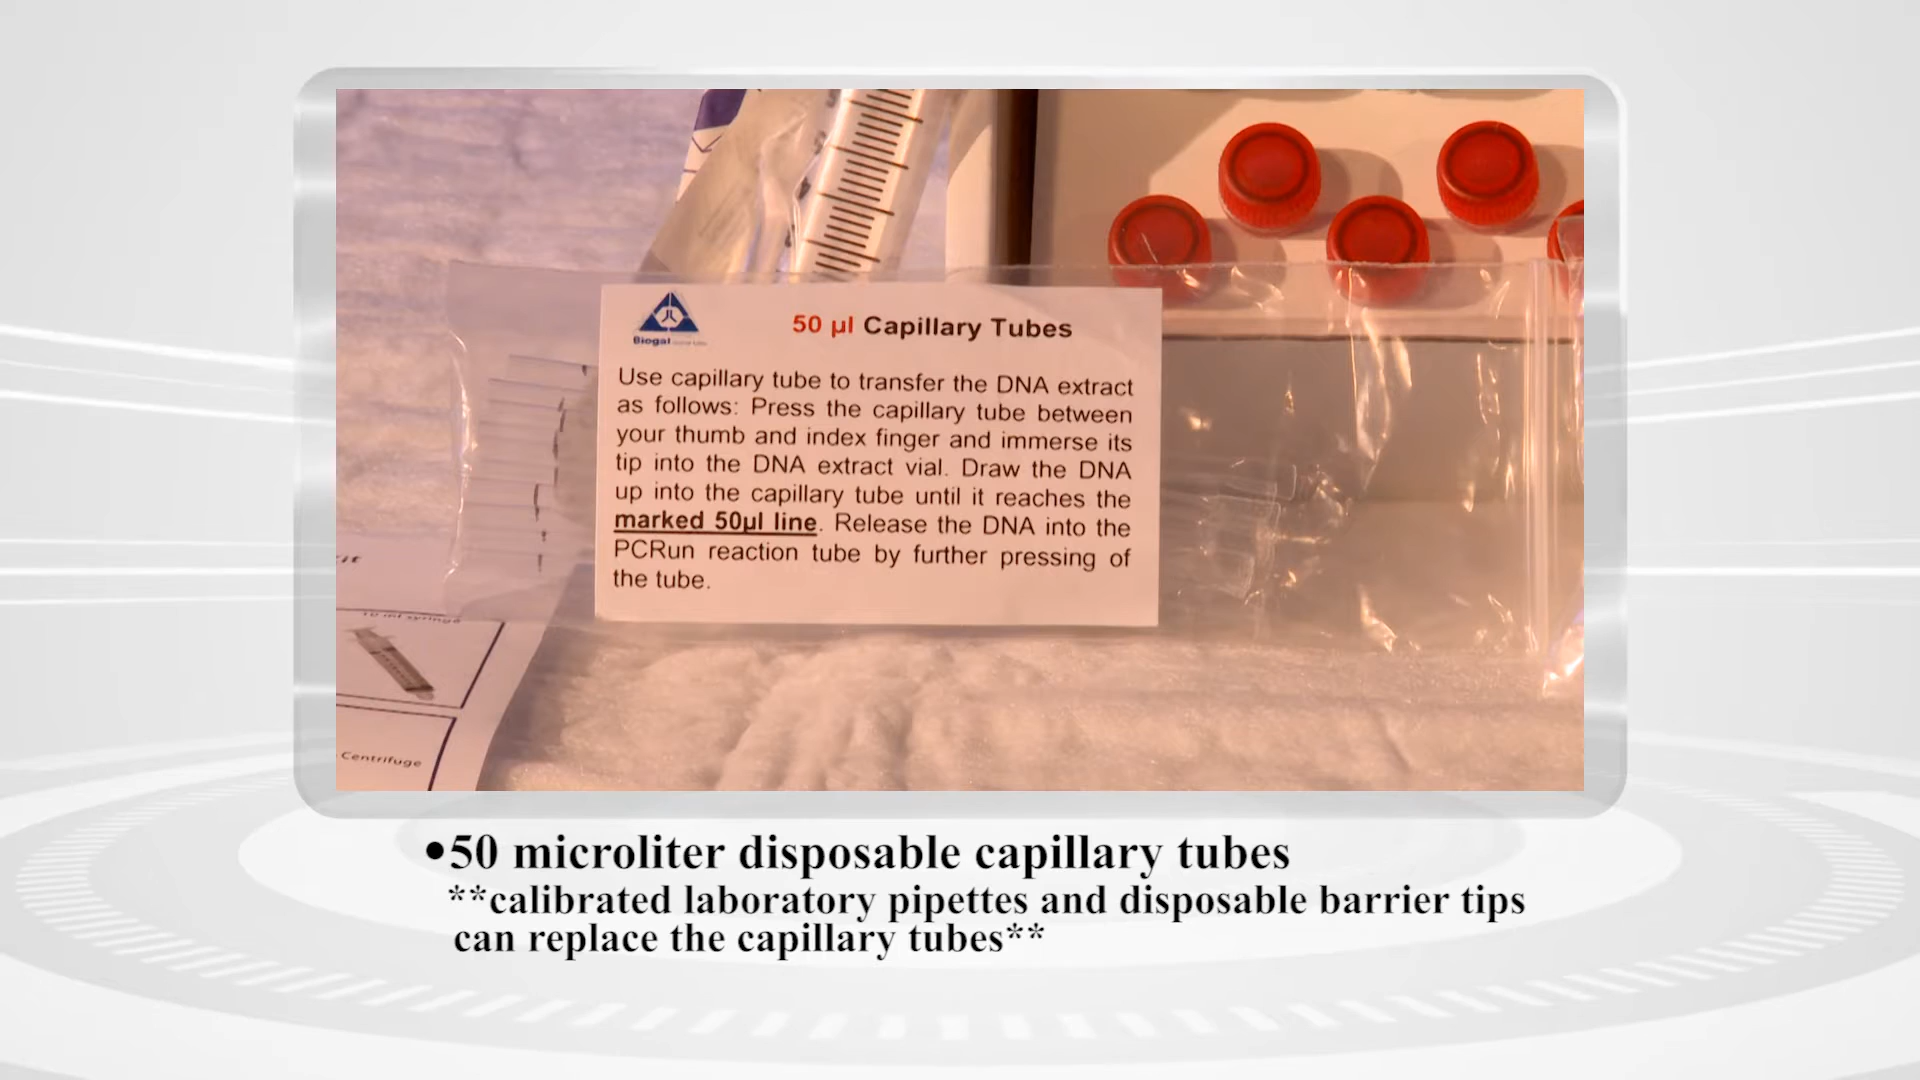 Biogal
50 µl Capillary Tubes
Use capillary tube to transfer the DNA extract
as follows: Press the capillary tube between
your thumb and index finger and immerse its
tip into the DNA extract vial. Draw the DNA
up into the capillary tube until it reaches the
marked 50µl line. Release the DNA into the
PCRun reaction tube by further pressing of
the tube.
10 ml syringe
Centrifuge
•50 microliter disposable capillary tubes
**calibrated laboratory pipettes and disposable barrier tips
can replace the capillary tubes**